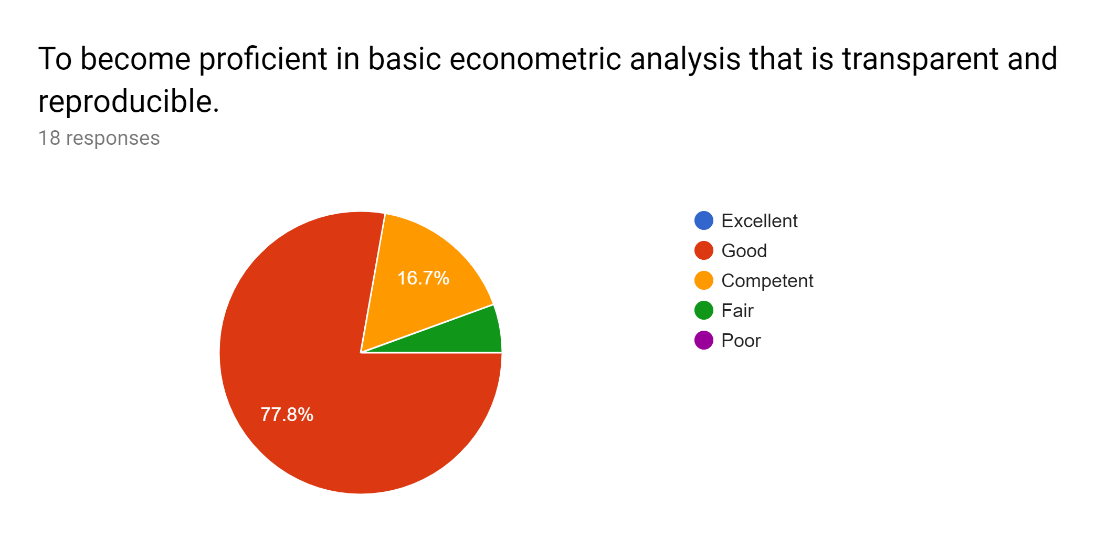 To become proficient in basic econometric analysis that is transparent and
reproducible.
18 responses
Excellent
Good
Competent
Fair
Poor
16.7%
77.8%